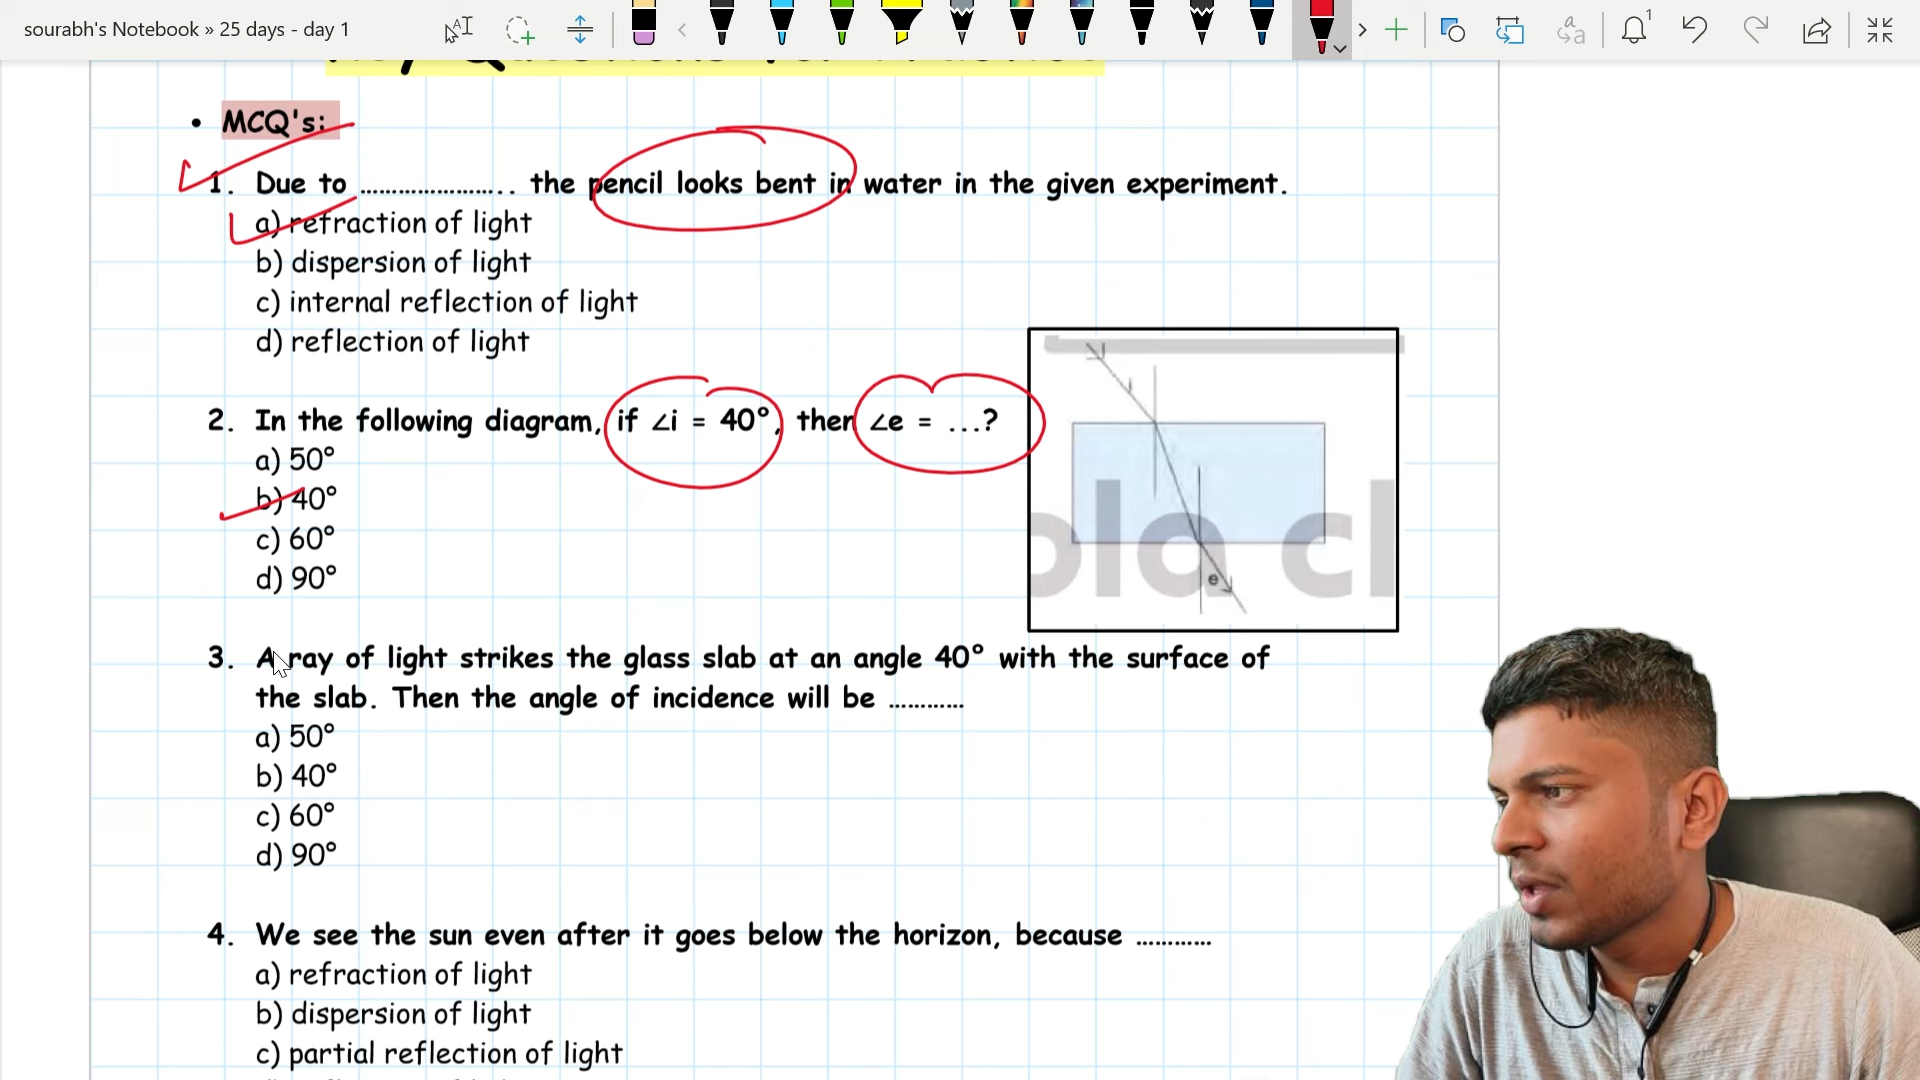 sourabh's Notebook » 25 days - day 1
• MCQ's:
1. Due to ........................ the pencil looks bent in water in the given experiment.
a) refraction of light
b) dispersion of light
c) internal reflection of light
d) reflection of light
2. In the following diagram, if ∠i = 40°, then ∠e = ...?
a) 50°
b) 40°
c) 60°
d) 90°
i
ola cl
e
3. A ray of light strikes the glass slab at an angle 40° with the surface of
the slab. Then the angle of incidence will be ............
a) 50°
b) 40°
c) 60°
d) 90°
4. We see the sun even after it goes below the horizon, because ............
a) refraction of light
b) dispersion of light
c) partial reflection of light